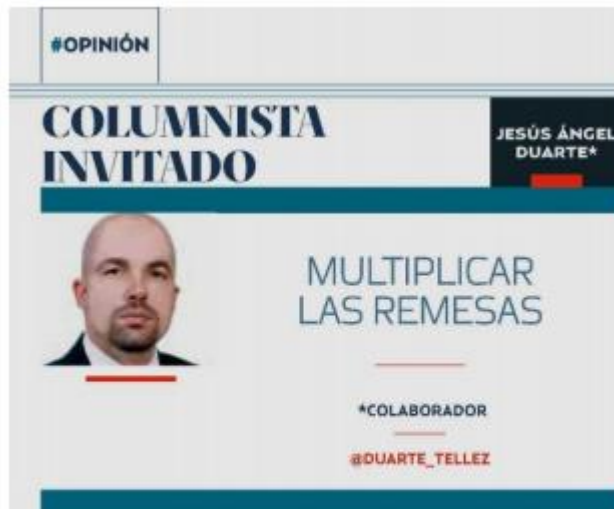 #OPINIÓN
COLUMNISTA
INVITADO
JESÚS ÁNGEL
DUARTE*
MULTIPLICAR
LAS REMESAS
*COLABORADOR
@DUARTE_TELLEZ